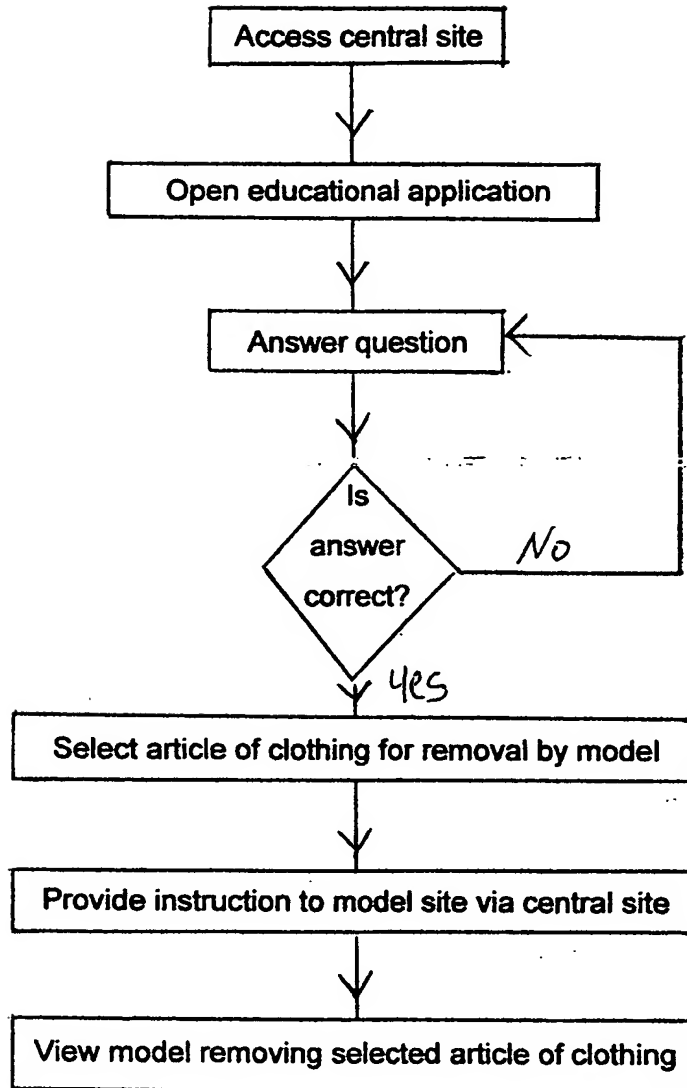 Access central site
Open educational application
Answer question
Is
answer
correct?
No
yes
Select article of clothing for removal by model
Provide instruction to model site via central site
View model removing selected article of clothing